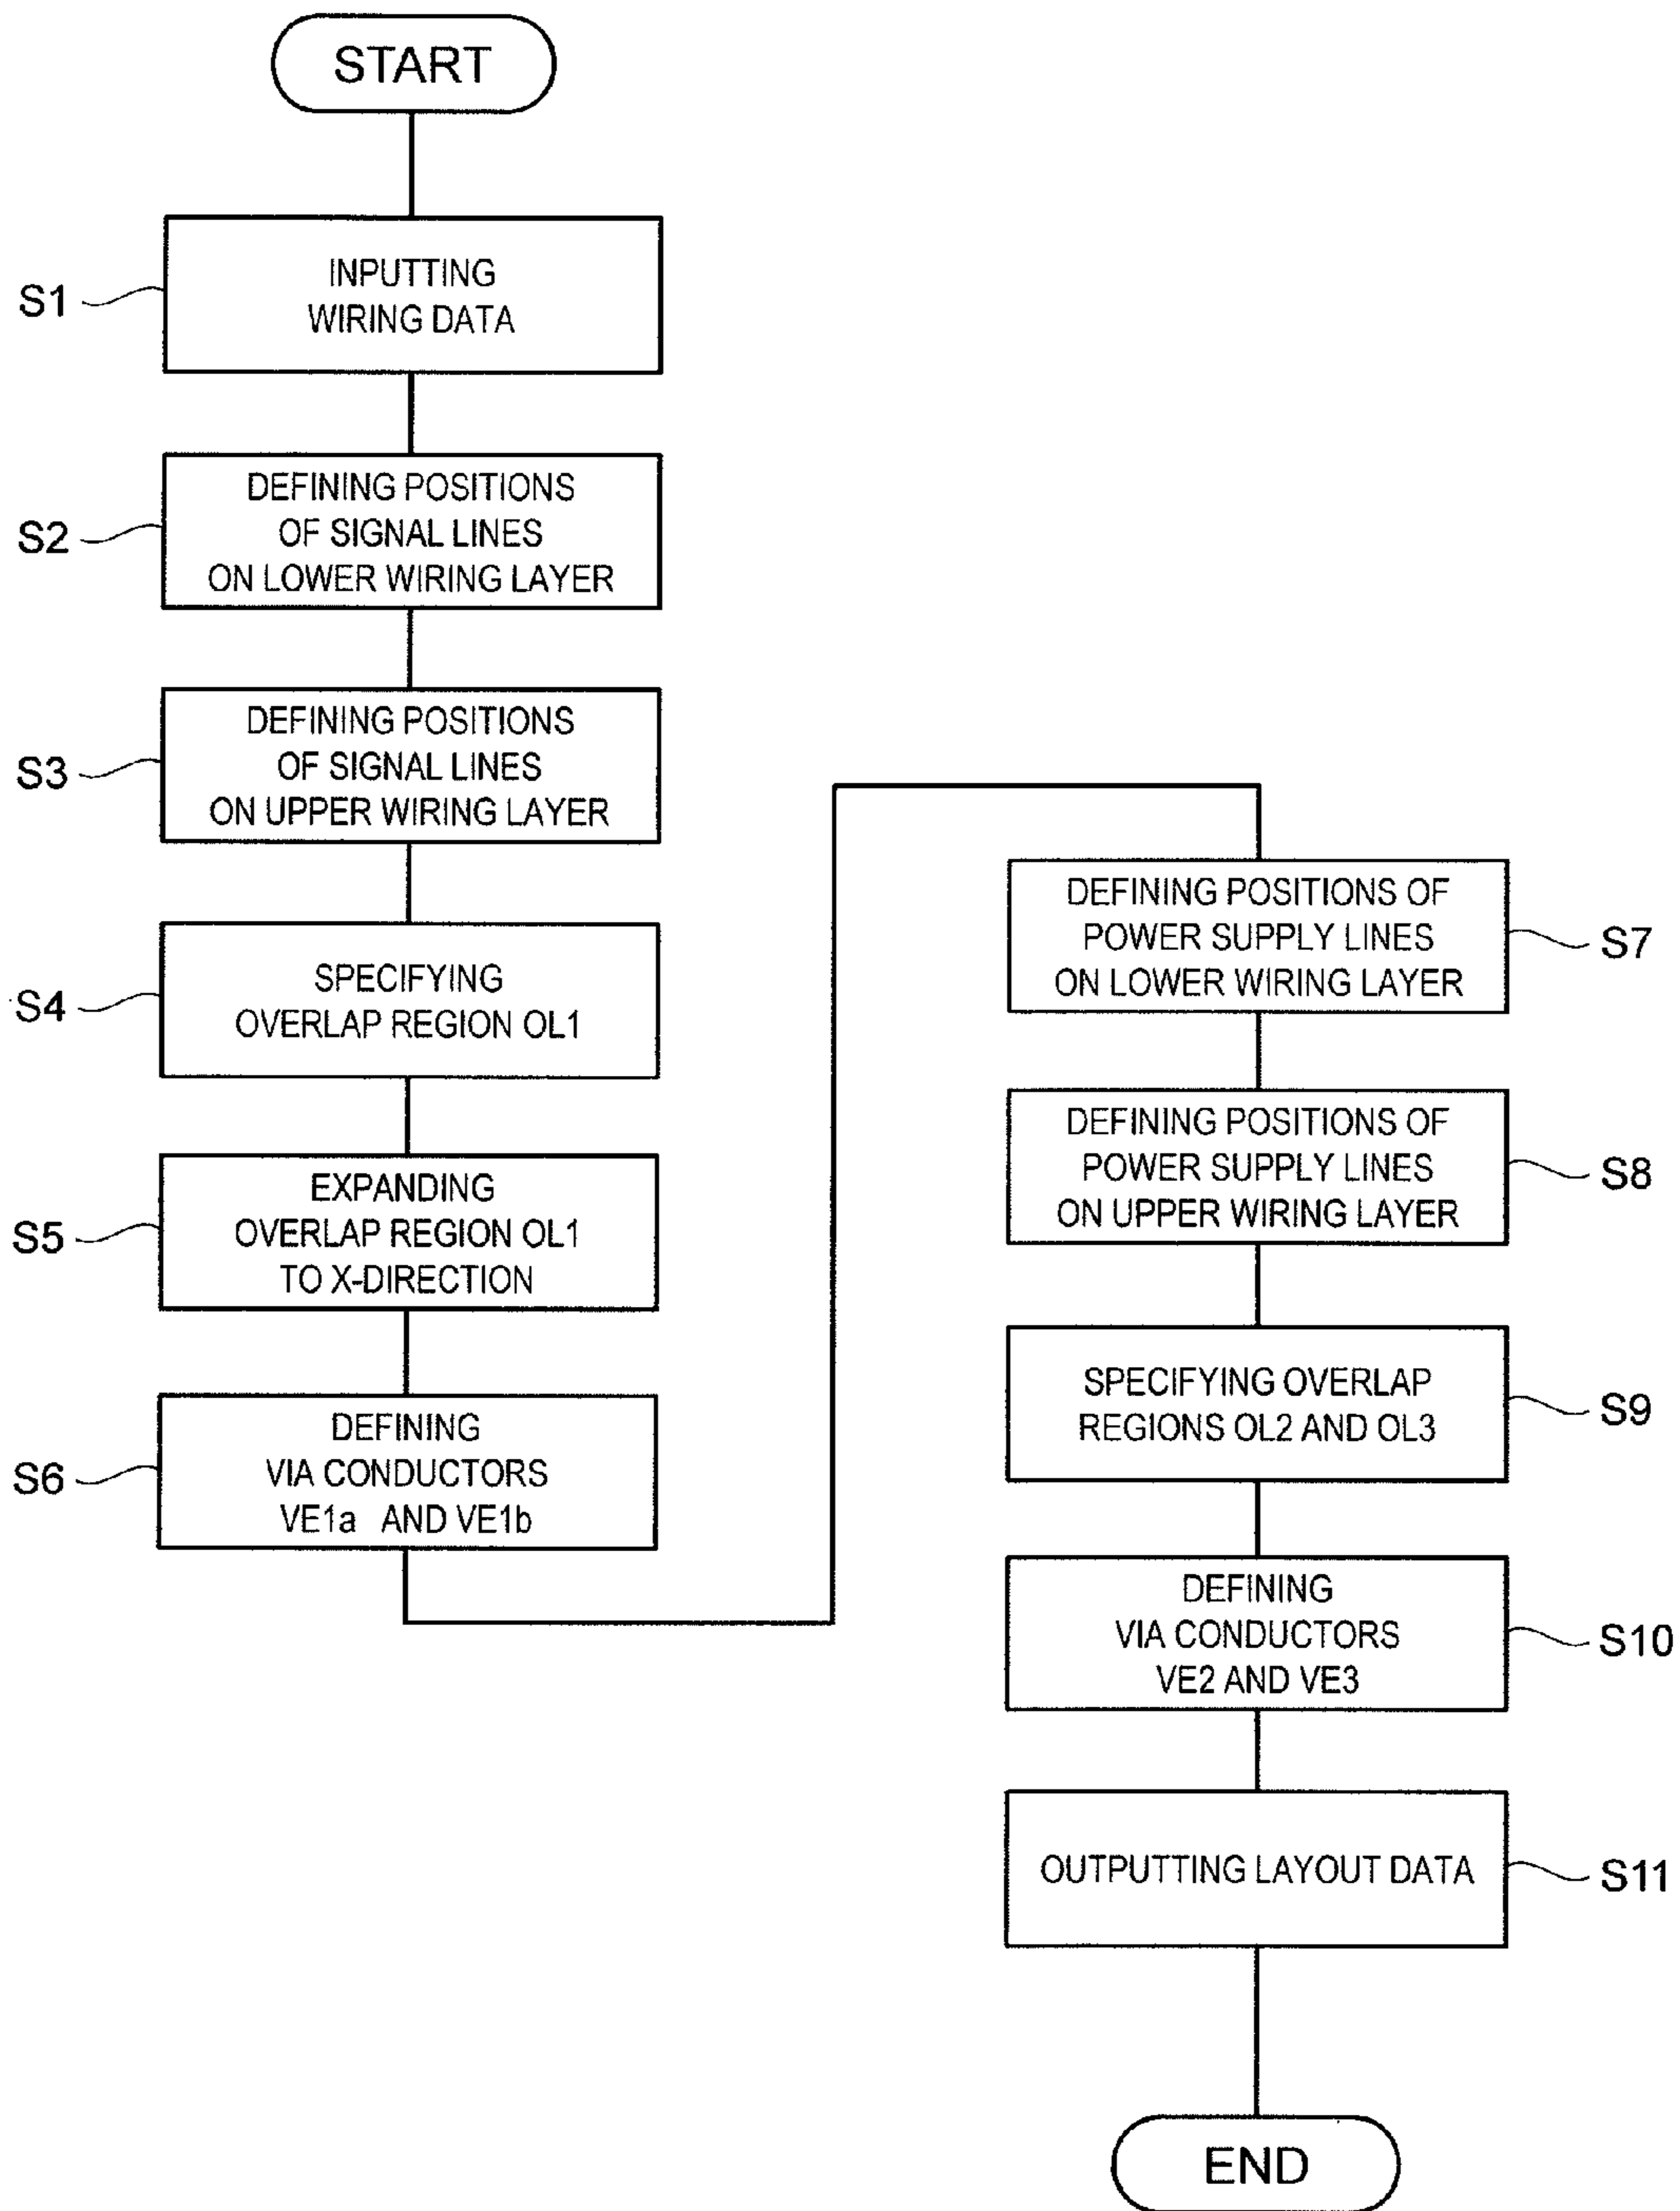 START
S1
INPUTTING
WIRING DATA
S2
DEFINING POSITIONS
OF SIGNAL LINES
ON LOWER WIRING LAYER
S3
DEFINING POSITIONS
OF SIGNAL LINES
ON UPPER WIRING LAYER
S4
SPECIFYING
OVERLAP REGION OL1
S5
EXPANDING
OVERLAP REGION OL1
TO X-DIRECTION
S6
DEFINING
VIA CONDUCTORS
VE1a AND VE1b
DEFINING POSITIONS OF
POWER SUPPLY LINES
ON LOWER WIRING LAYER
S7
DEFINING POSITIONS OF
POWER SUPPLY LINES
ON UPPER WIRING LAYER
S8
SPECIFYING OVERLAP
REGIONS OL2 AND OL3
S9
DEFINING
VIA CONDUCTORS
VE2 AND VE3
S10
OUTPUTTING LAYOUT DATA
S11
END